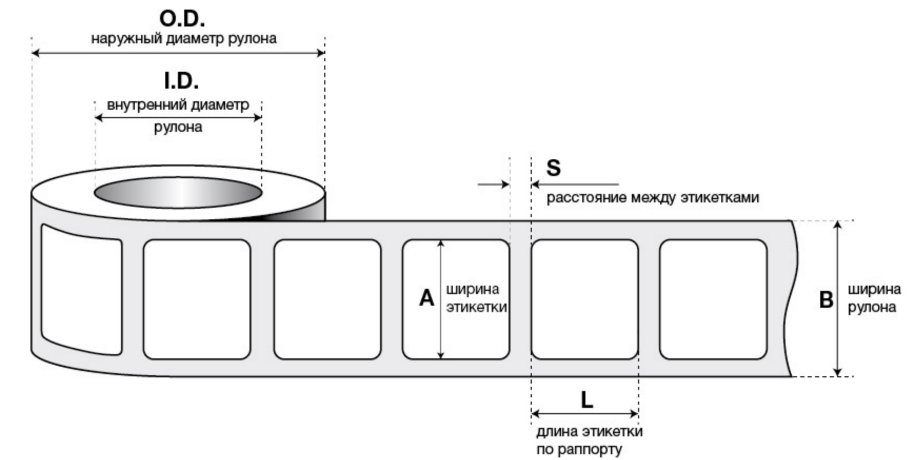 O.D.
наружный диаметр рулона
I.D.
внутренний диаметр
рулона
S
расстояние между этикетками
A
ширина
этикетки
B
ширина
рулона
L
длина этикетки
по раппорту